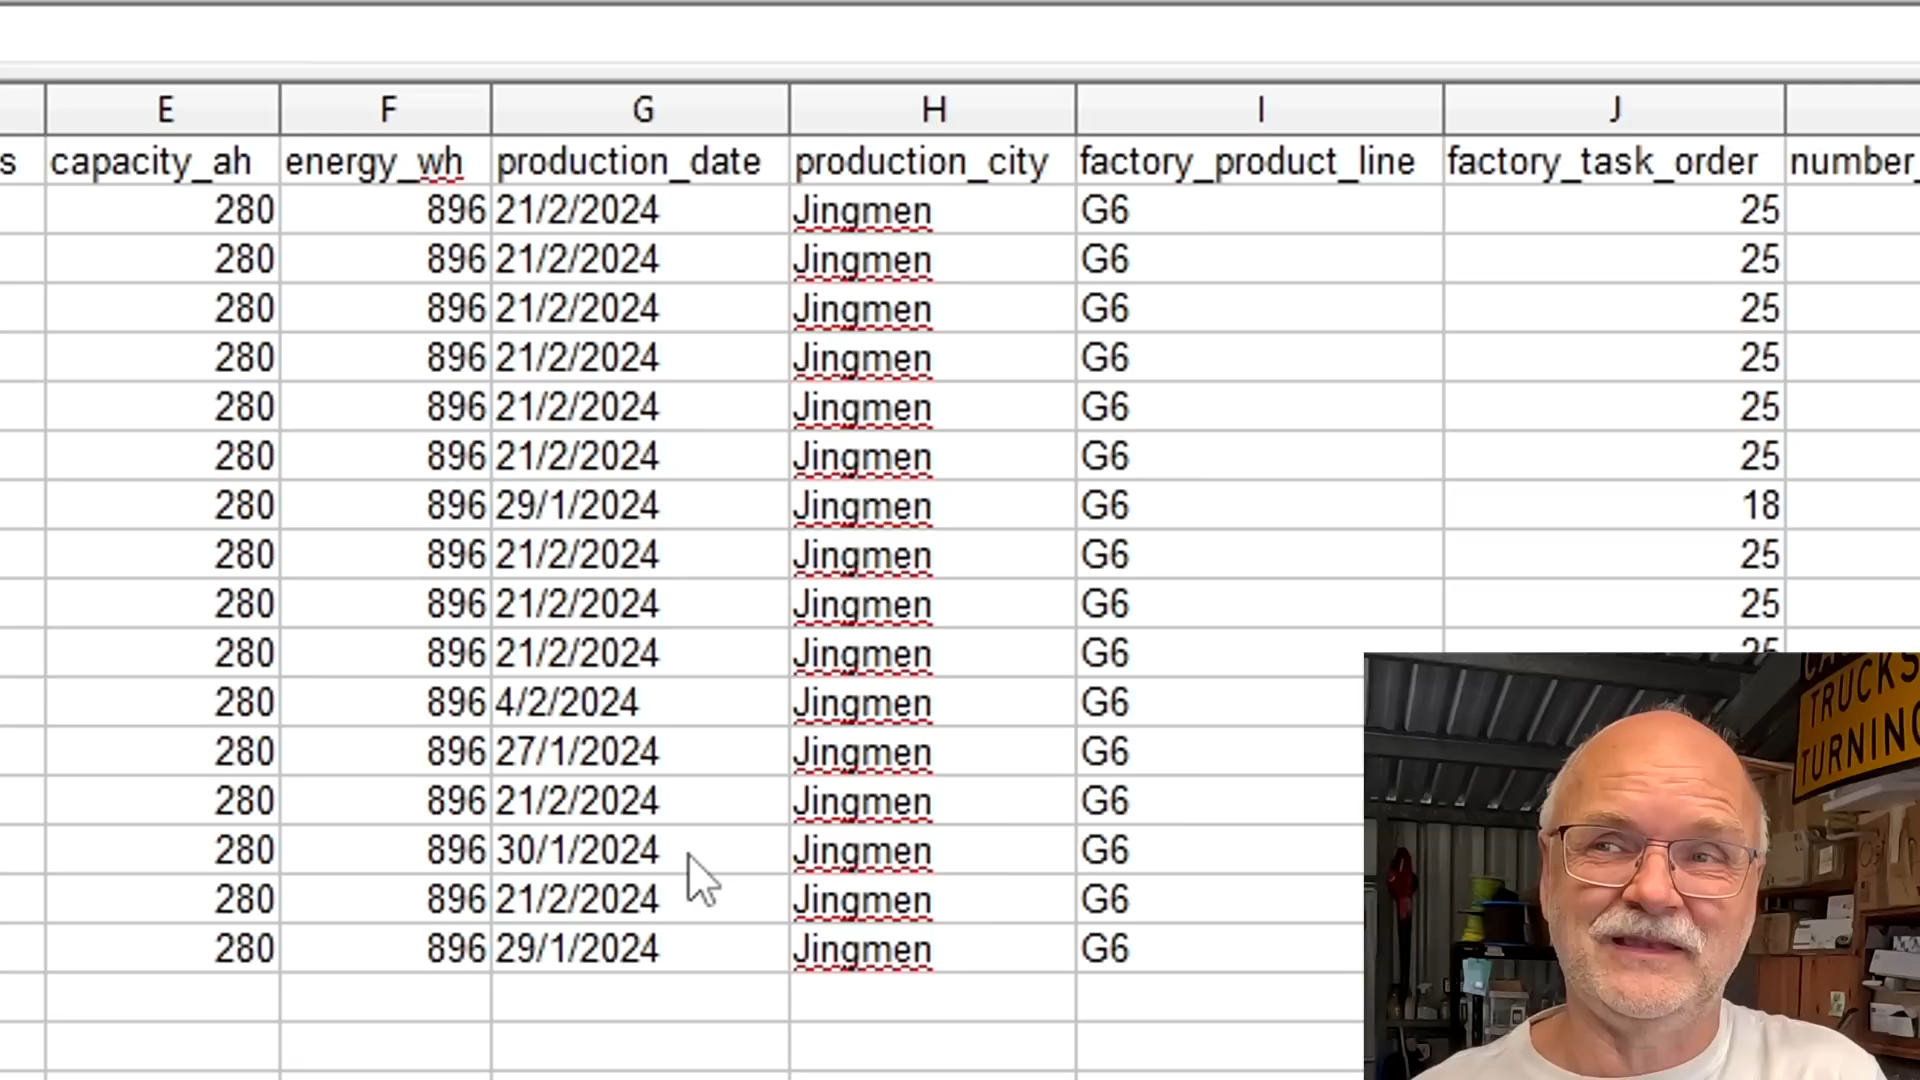 E F G H I J
s capacity_ah energy_wh production_date production_city factory_product_line factory_task_order number_
280 896 21/2/2024 Jingmen G6 25
280 896 21/2/2024 Jingmen G6 25
280 896 21/2/2024 Jingmen G6 25
280 896 21/2/2024 Jingmen G6 25
280 896 21/2/2024 Jingmen G6 25
280 896 21/2/2024 Jingmen G6 25
280 896 29/1/2024 Jingmen G6 18
280 896 21/2/2024 Jingmen G6 25
280 896 21/2/2024 Jingmen G6 25
280 896 21/2/2024 Jingmen G6
280 896 4/2/2024 Jingmen G6
280 896 27/1/2024 Jingmen G6
280 896 21/2/2024 Jingmen G6
280 896 30/1/2024 Jingmen G6
280 896 21/2/2024 Jingmen G6
280 896 29/1/2024 Jingmen G6
TRUCKS
TURNING